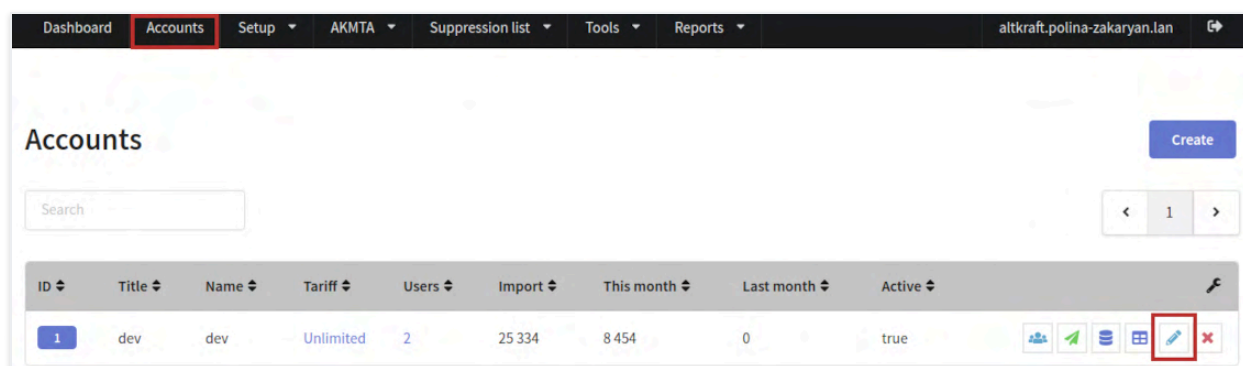 Dashboard Accounts Setup AKMTA Suppression list Tools Reports altkraft.polina-zakaryan.lan
Accounts
Create
Search
1
ID Title Name Tariff Users Import This month Last month Active
1 dev dev Unlimited 2 25 334 8 454 0 true